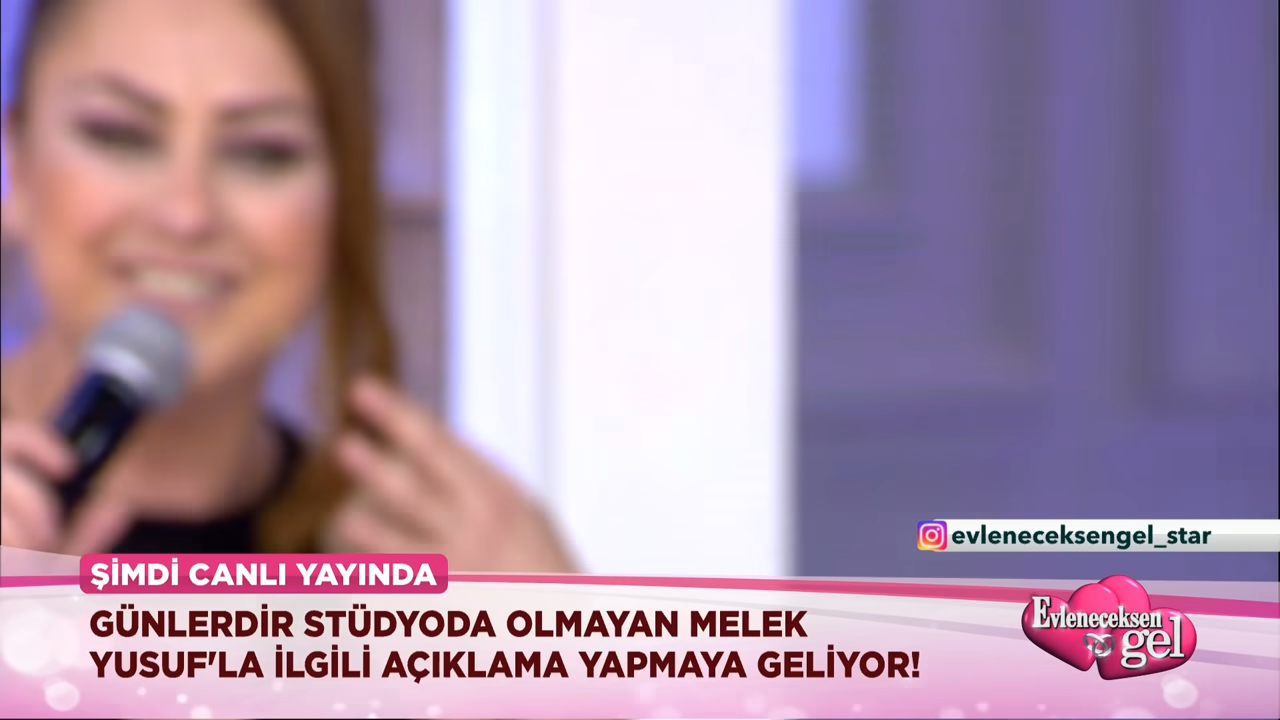 evleneceksengel_star
ŞİMDİ CANLI YAYINDA
GÜNLERDİR STÜDYODA OLMAYAN MELEK
YUSUF'LA İLGİLİ AÇIKLAMA YAPMAYA GELİYOR!
Evleneceksen
gel